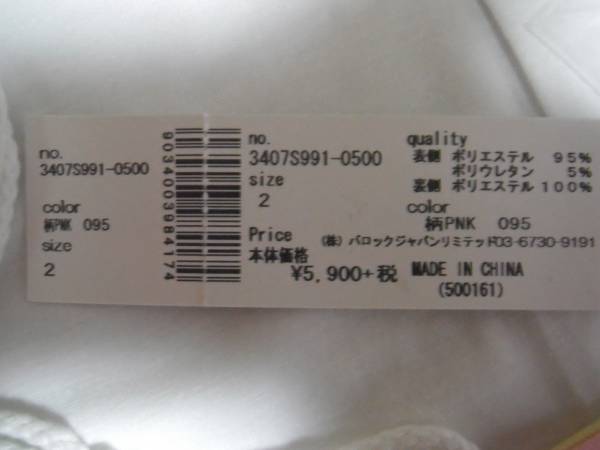 no.
3407S991-0500
color
柄PNK 095
size
2
9034003984174
no.
3407S991-0500
size
2
Price
本体価格
¥5,900+税
quality
表側 ポリエステル 95%
ポリウレタン 5%
裏側 ポリエステル 100%
color
柄PNK 095
(株) バロックジャパンリミテッド03-6730-9191
MADE IN CHINA
(500161)